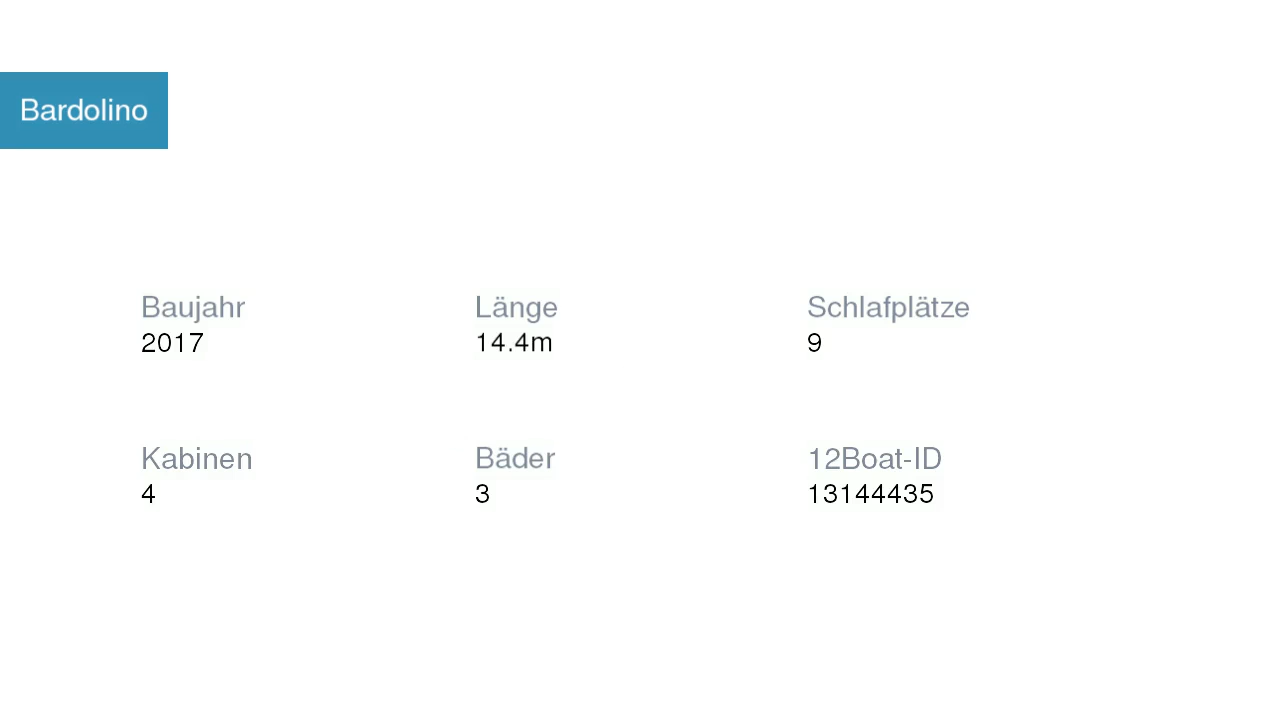 Bardolino
Baujahr
2017
Länge
14.4m
Schlafplätze
9
Kabinen
4
Bäder
3
12Boat-ID
13144435